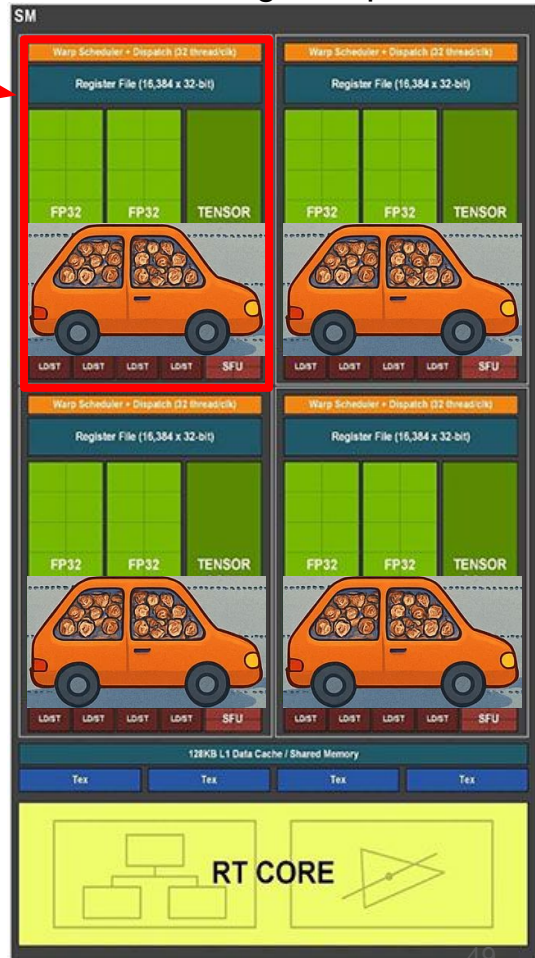 SM
Warp Scheduler + Dispatch (32 thread/clk)
Register File (16,384 x 32-bit)
FP32 FP32 TENSOR
LD/ST LD/ST LD/ST LD/ST SFU
Warp Scheduler + Dispatch (32 thread/clk)
Register File (16,384 x 32-bit)
FP32 FP32 TENSOR
LD/ST LD/ST LD/ST LD/ST SFU
Warp Scheduler + Dispatch (32 thread/clk)
Register File (16,384 x 32-bit)
FP32 FP32 TENSOR
LD/ST LD/ST LD/ST LD/ST SFU
Warp Scheduler + Dispatch (32 thread/clk)
Register File (16,384 x 32-bit)
FP32 FP32 TENSOR
LD/ST LD/ST LD/ST LD/ST SFU
128KB L1 Data Cache / Shared Memory
Tex Tex Tex Tex
RT CORE
49